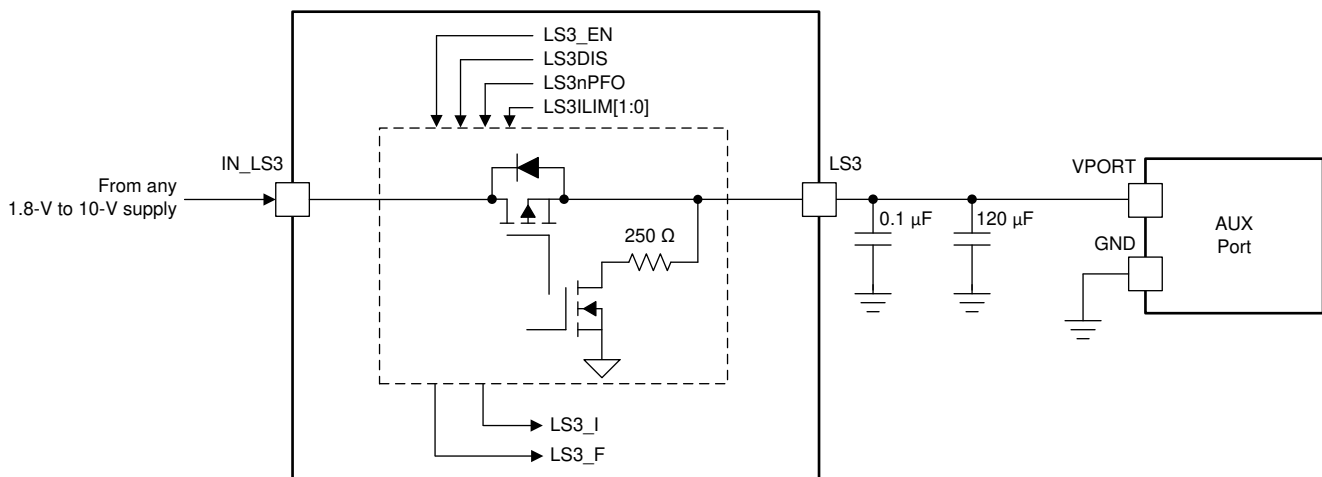 LS3_EN
LS3DIS
LS3nPFO
LS3ILIM[1:0]
IN_LS3
From any
1.8-V to 10-V supply
250 Ω
LS3
0.1 µF
120 µF
VPORT
GND
AUX
Port
LS3_I
LS3_F